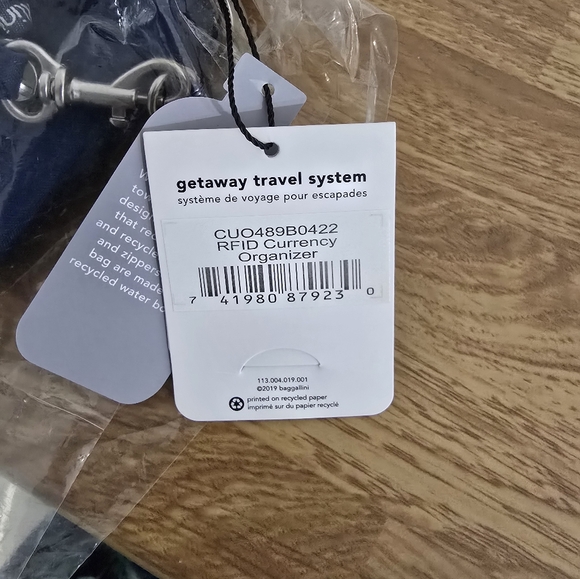 getaway travel system
système de voyage pour escapades
CUO489B0422
RFID Currency
Organizer
7 41980 87923 0
113.004.019.001
©2019 baggallini
printed on recycled paper
imprimé sur du papier recyclé
desig
that re
and recycle
and zippers
bag are made
recycled water bo